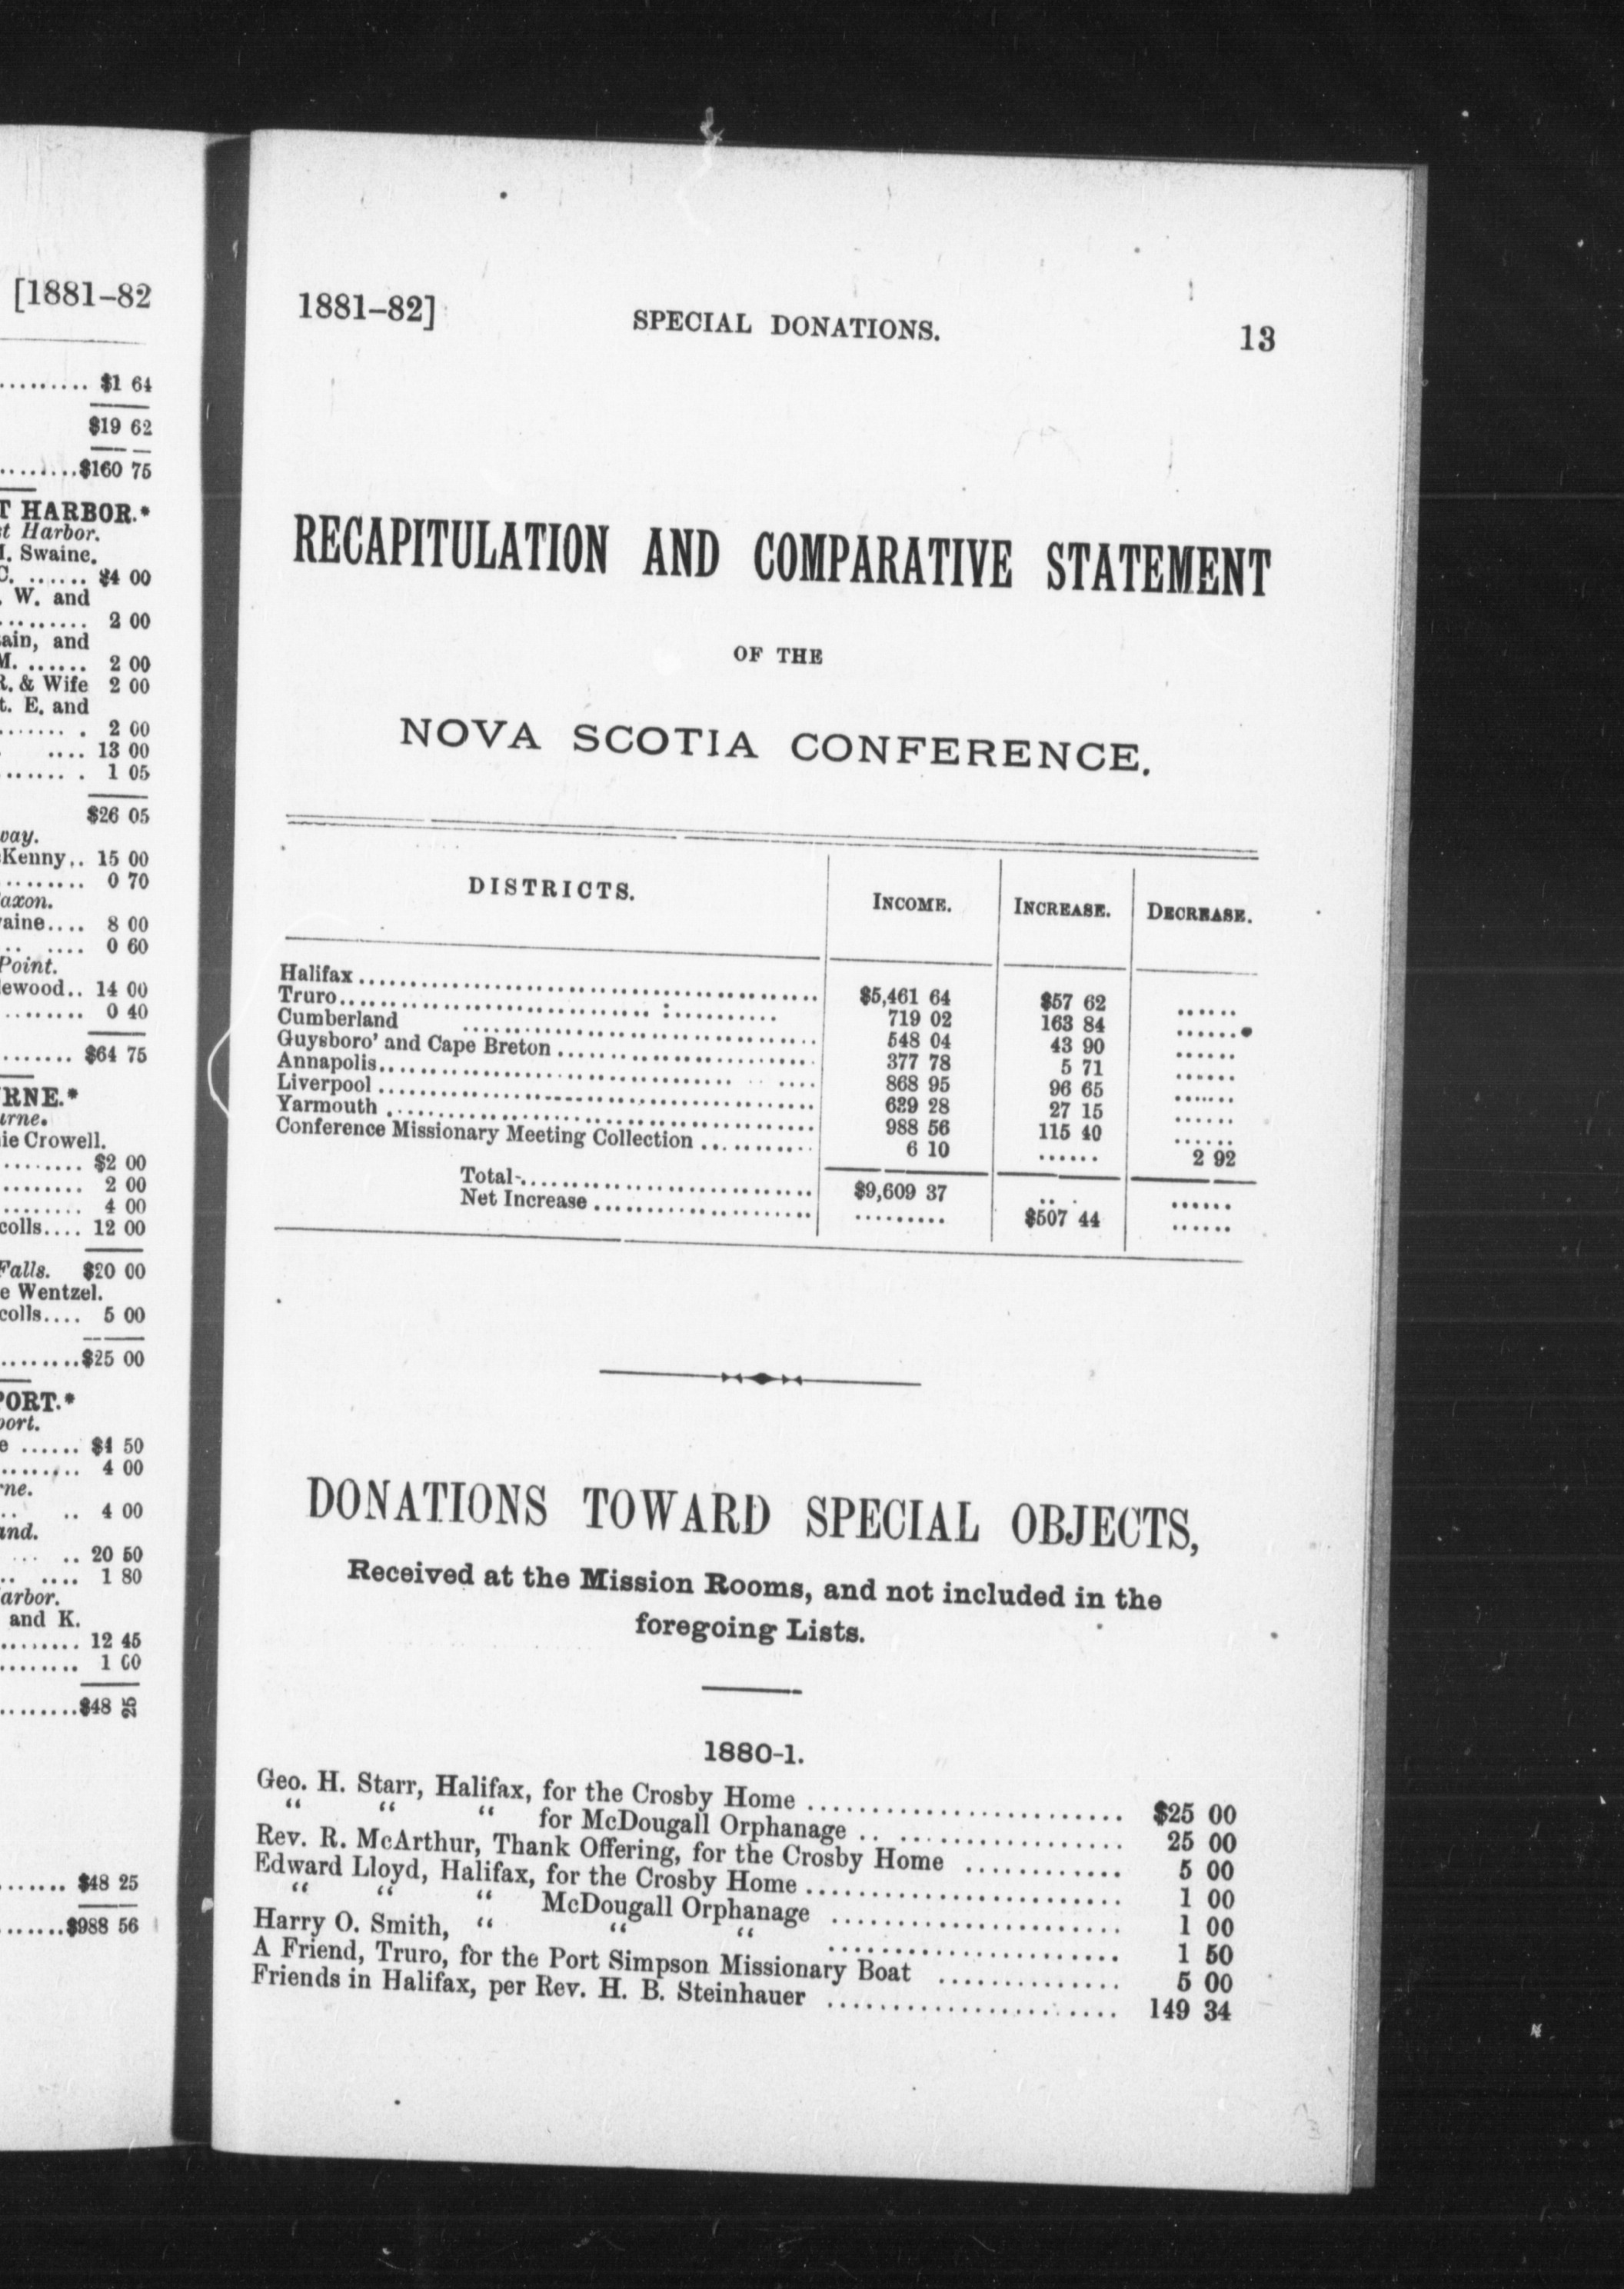 [1881–82
......... $1 64
$19 62
.........$160 75
T HARBOR.*
st Harbor.
I. Swaine.
C. ...... $4 00
. W. and
......... 2 00
ain, and
M. ...... 2 00
R. & Wife 2 00
t. E. and
....... . 2 00
.... 13 00
....... . 1 05
$26 05
way.
cKenny.. 15 00
......... 0 70
axon.
vaine.... 8 00
.. .... 0 60
Point.
ewood.. 14 00
......... 0 40
........ $64 75
RNE.*
urne.
ie Crowell.
......... $2 00
......... 2 00
......... 4 00
colls.... 12 00
Falls. $20 00
e Wentzel.
colls.... 5 00
.........$25 00
PORT.*
port.
e ...... $4 50
......... 4 00
rne.
.. .. 4 00
and.
... .. 20 50
.. .... 1 80
arbor.
and K.
........ 12 45
......... 1 00
.........$48 25
....... $48 25
.......$988 56
1881–82] SPECIAL DONATIONS. 13
RECAPITULATION AND COMPARATIVE STATEMENT
OF THE
NOVA SCOTIA CONFERENCE.
DISTRICTS. INCOME. INCREASE. DECREASE.
Halifax........ $5,461 64 $57 62 ......
Truro........ 719 02 163 84 ......
Cumberland ........ 548 04 43 90 ......
Guysboro' and Cape Breton ........ 377 78 5 71 ......
Annapolis........ 868 95 96 65 ......
Liverpool ........ 639 28 27 15 ......
Yarmouth ........ 988 56 115 40 ......
Conference Missionary Meeting Collection ........ 6 10 ...... 2 92
Total........ $9,609 37 .. . ......
Net Increase ........ ......... $507 44 ......
DONATIONS TOWARD SPECIAL OBJECTS,
Received at the Mission Rooms, and not included in the
foregoing Lists.
1880-1.
Geo. H. Starr, Halifax, for the Crosby Home ........ $25 00
“ “ “ for McDougall Orphanage ........ 25 00
Rev. R. McArthur, Thank Offering, for the Crosby Home ........ 5 00
Edward Lloyd, Halifax, for the Crosby Home ........ 1 00
“ “ “ McDougall Orphanage ........ 1 00
Harry O. Smith, “ “ “ ........ 1 50
A Friend, Truro, for the Port Simpson Missionary Boat ........ 5 00
Friends in Halifax, per Rev. H. B. Steinhauer ........ 149 34